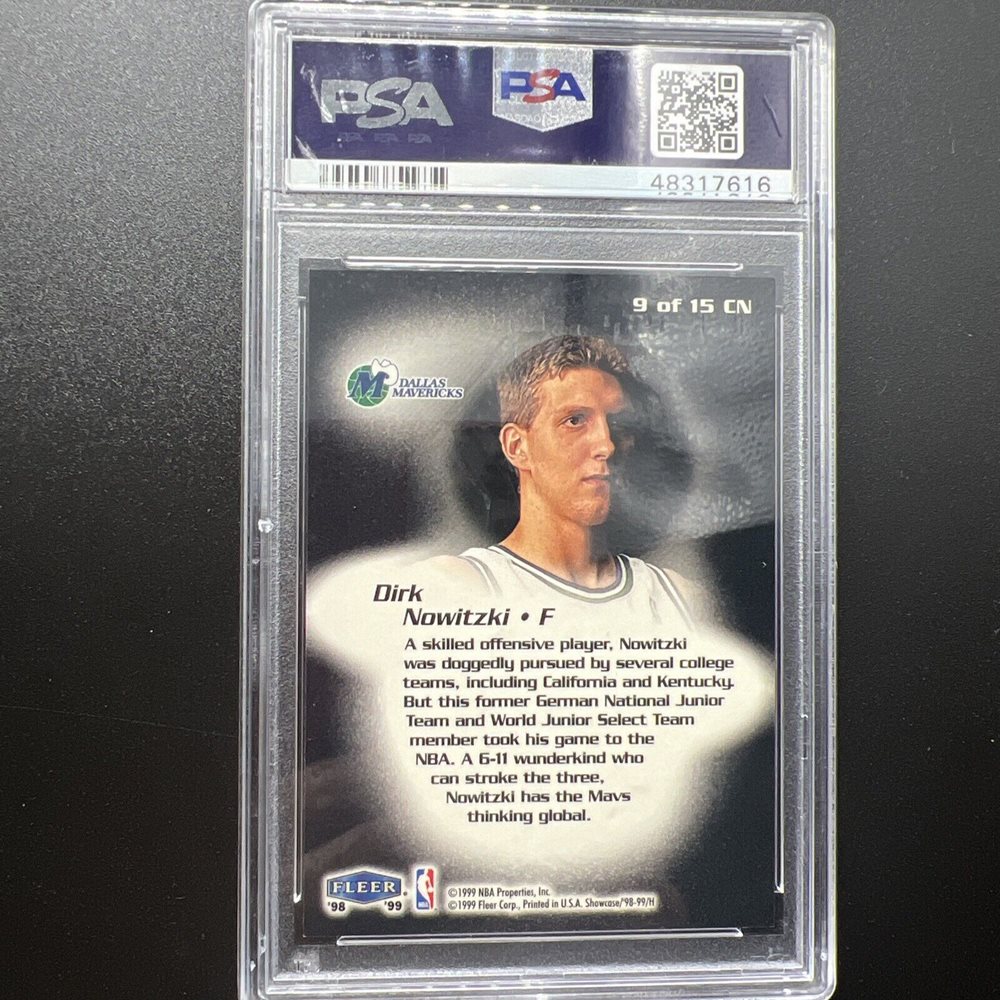 PSA
PSA
48317616
9 of 15 CN
M DALLAS
MAVERICKS
Dirk
Nowitzki • F
A skilled offensive player, Nowitzki
was doggedly pursued by several college
teams, including California and Kentucky.
But this former German National Junior
Team and World Junior Select Team
member took his game to the
NBA. A 6-11 wunderkind who
can stroke the three,
Nowitzki has the Mavs
thinking global.
FLEER
'98 '99
NBA
©1999 NBA Properties, Inc.
©1999 Fleer Corp., Printed in U.S.A. Showcase/'98-99/H